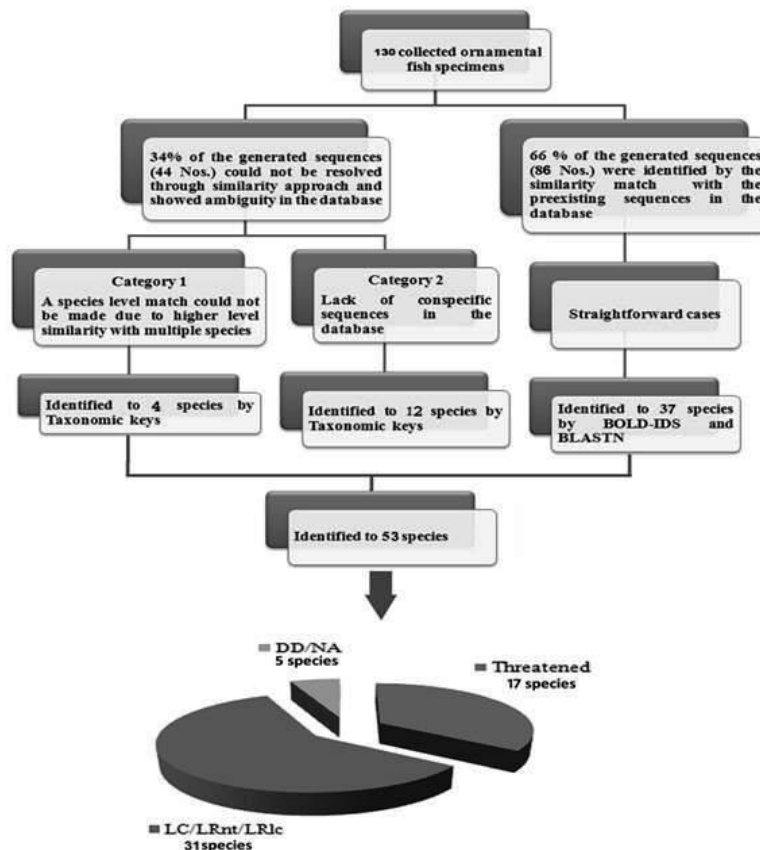 130 collected ornamental
fish specimens
34% of the generated sequences
(44 Nos.) could not be resolved
through similarity approach and
showed ambiguity in the database
66 % of the generated sequences
(86 Nos.) were identified by the
similarity match with the
preexisting sequences in the
database
Category 1
A species level match could not
be made due to higher level
similarity with multiple species
Category 2
Lack of conspecific
sequences in the
database
Straightforward cases
Identified to 4 species by
Taxonomic keys
Identified to 12 species by
Taxonomic keys
Identified to 37 species
by BOLD-IDS and
BLASTN
Identified to 53 species
DD/NA
5 species
Threatened
17 species
LC/LRnt/LRlc
31species